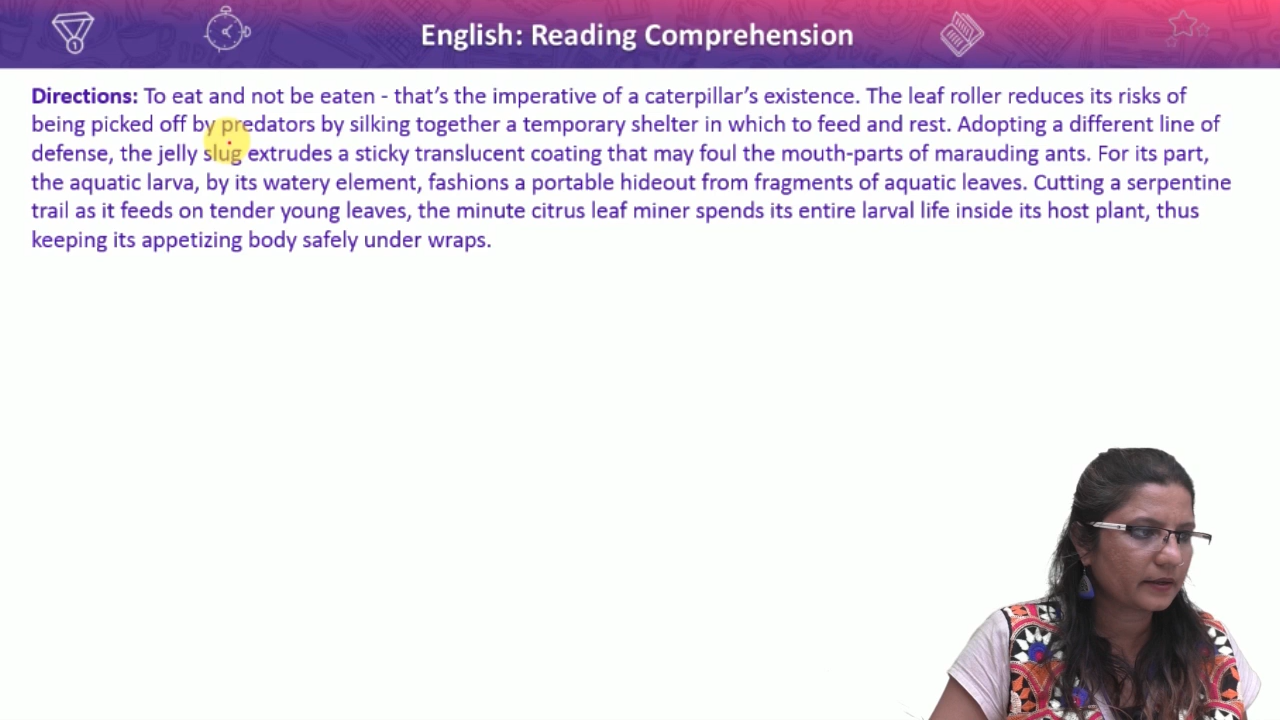 English: Reading Comprehension
Directions: To eat and not be eaten - that's the imperative of a caterpillar's existence. The leaf roller reduces its risks of
being picked off by predators by silking together a temporary shelter in which to feed and rest. Adopting a different line of
defense, the jelly slug extrudes a sticky translucent coating that may foul the mouth-parts of marauding ants. For its part,
the aquatic larva, by its watery element, fashions a portable hideout from fragments of aquatic leaves. Cutting a serpentine
trail as it feeds on tender young leaves, the minute citrus leaf miner spends its entire larval life inside its host plant, thus
keeping its appetizing body safely under wraps.